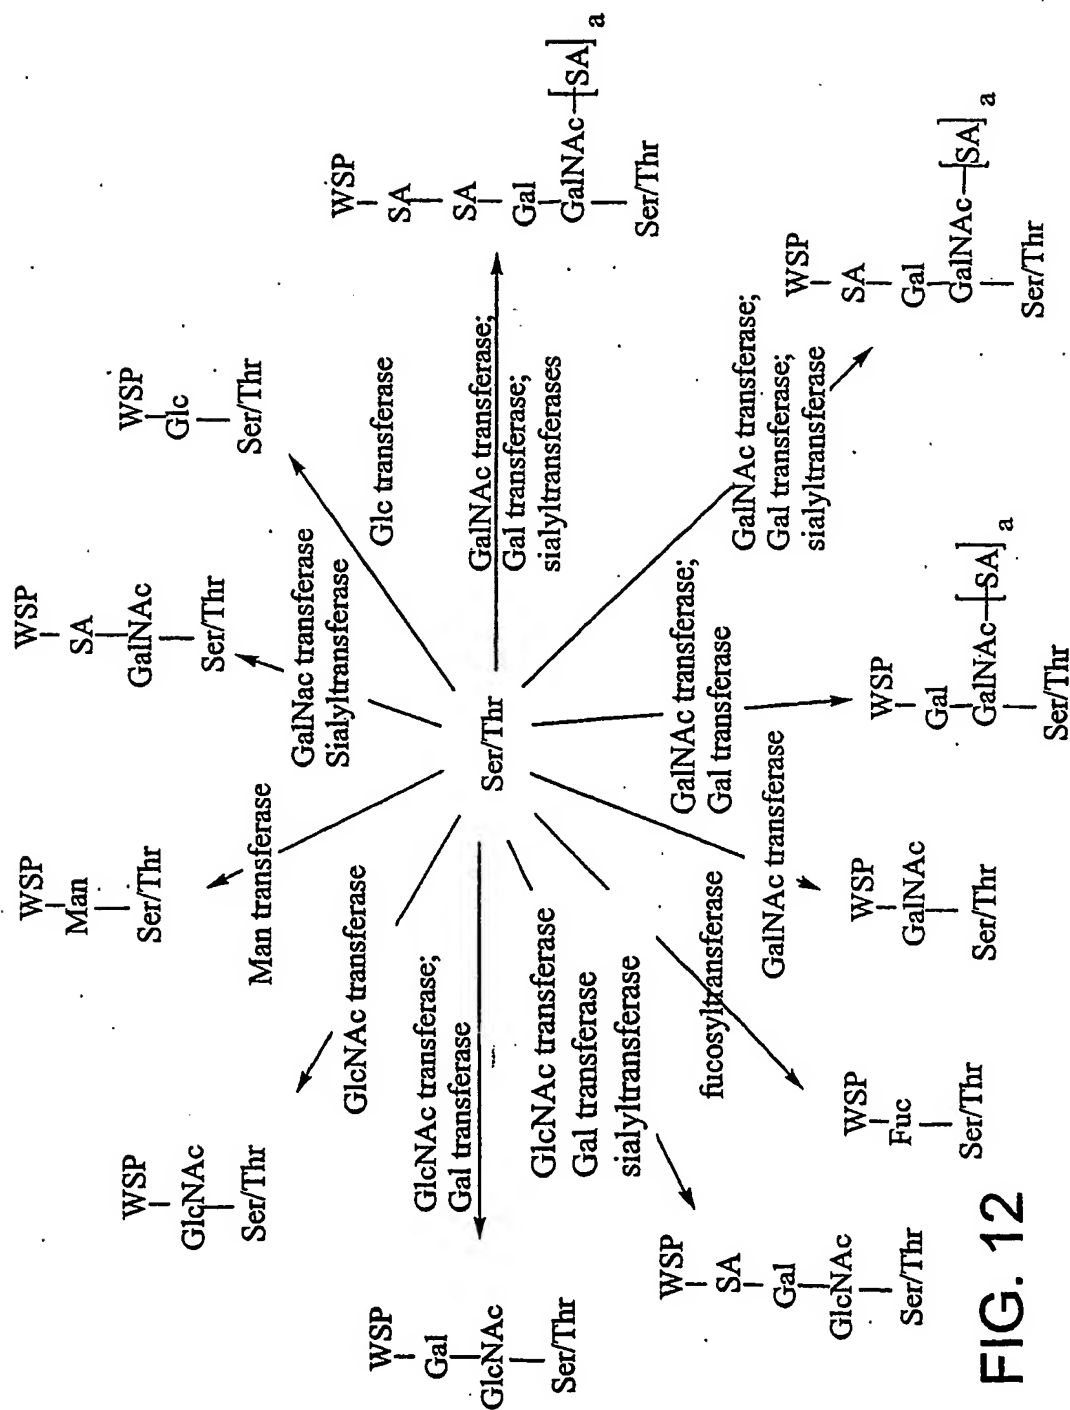 WSP
SA
SA
Gal
GalNAc[SA]a
Ser/Thr
WSP
Glc
Ser/Thr
Glc transferase
GalNAc transferase;
Gal transferase;
sialyltransferases
WSP
SA
GalNAc
Ser/Thr
GalNac transferase
Sialyltransferase
GalNAc transferase;
Gal transferase;
sialyltransferase
WSP
SA
Gal
GalNAc[SA]a
Ser/Thr
WSP
Man
Ser/Thr
Man transferase
Ser/Thr
GalNAc transferase;
Gal transferase
WSP
Gal
GalNAc[SA]a
Ser/Thr
WSP
GlcNAc
Ser/Thr
GlcNAc transferase
GalNAc transferase
WSP
GalNAc
Ser/Thr
WSP
Gal
GlcNAc
Ser/Thr
GlcNAc transferase;
Gal transferase
GlcNAc transferase
Gal transferase
sialyltransferase
WSP
SA
Gal
GlcNAc
Ser/Thr
fucosyltransferase
WSP
Fuc
Ser/Thr
FIG. 12